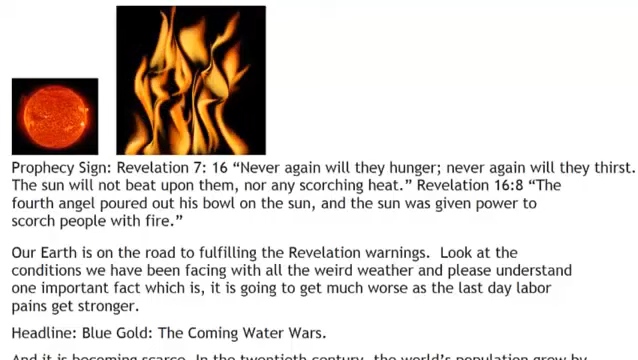 Prophecy Sign: Revelation 7: 16 “Never again will they hunger; never again will they thirst.
The sun will not beat upon them, nor any scorching heat.” Revelation 16:8 “The
fourth angel poured out his bowl on the sun, and the sun was given power to
scorch people with fire.”
Our Earth is on the road to fulfilling the Revelation warnings.  Look at the
conditions we have been facing with all the weird weather and please understand
one important fact which is, it is going to get much worse as the last day labor
pains get stronger.
Headline: Blue Gold: The Coming Water Wars.
And it is becoming scarce. In the twentieth century, the world’s population grew by